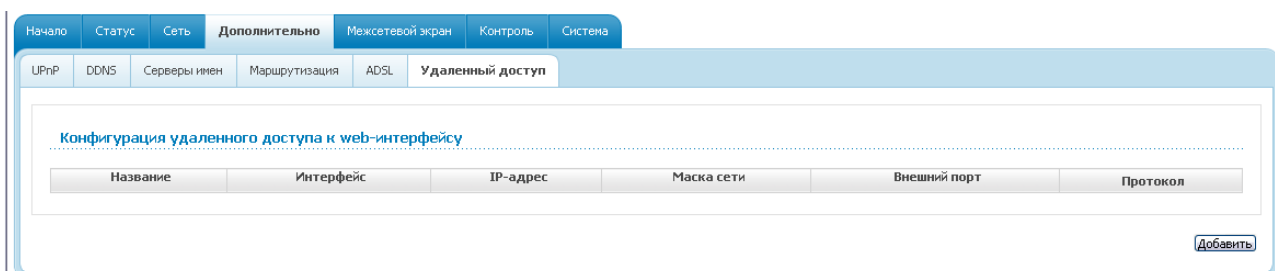 Начало Статус Сеть Дополнительно Межсетевой экран Контроль Система
UPnP DDNS Серверы имен Маршрутизация ADSL Удаленный доступ
Конфигурация удаленного доступа к web-интерфейсу
Название Интерфейс IP-адрес Маска сети Внешний порт Протокол
Добавить